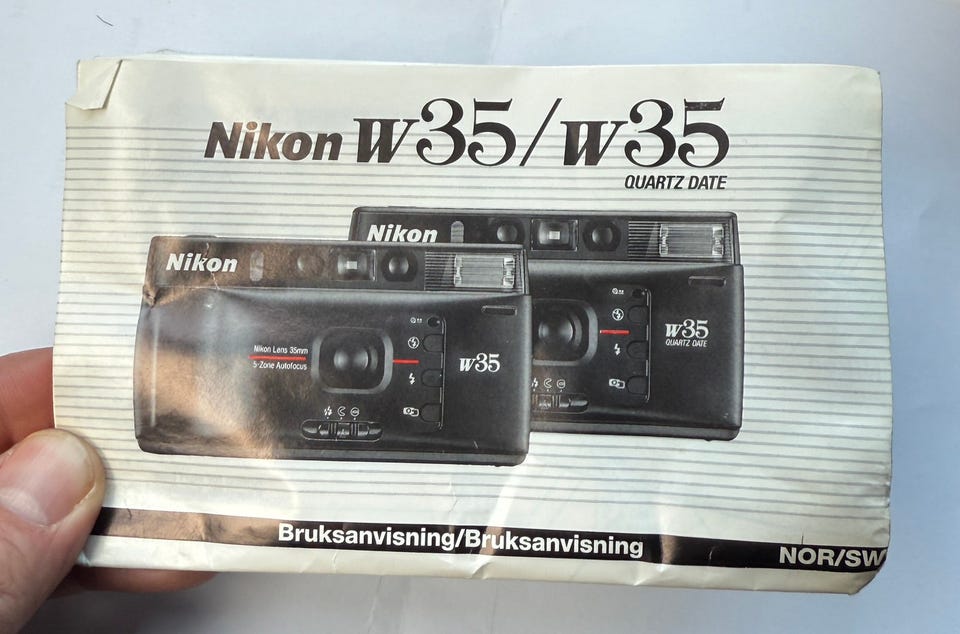 Nikon w35/w35
QUARTZ DATE
Nikon
Nikon
Nikon Lens 35mm
5-Zone Autofocus
w35
w35
QUARTZ DATE
Bruksanvisning/Bruksanvisning
NOR/SW